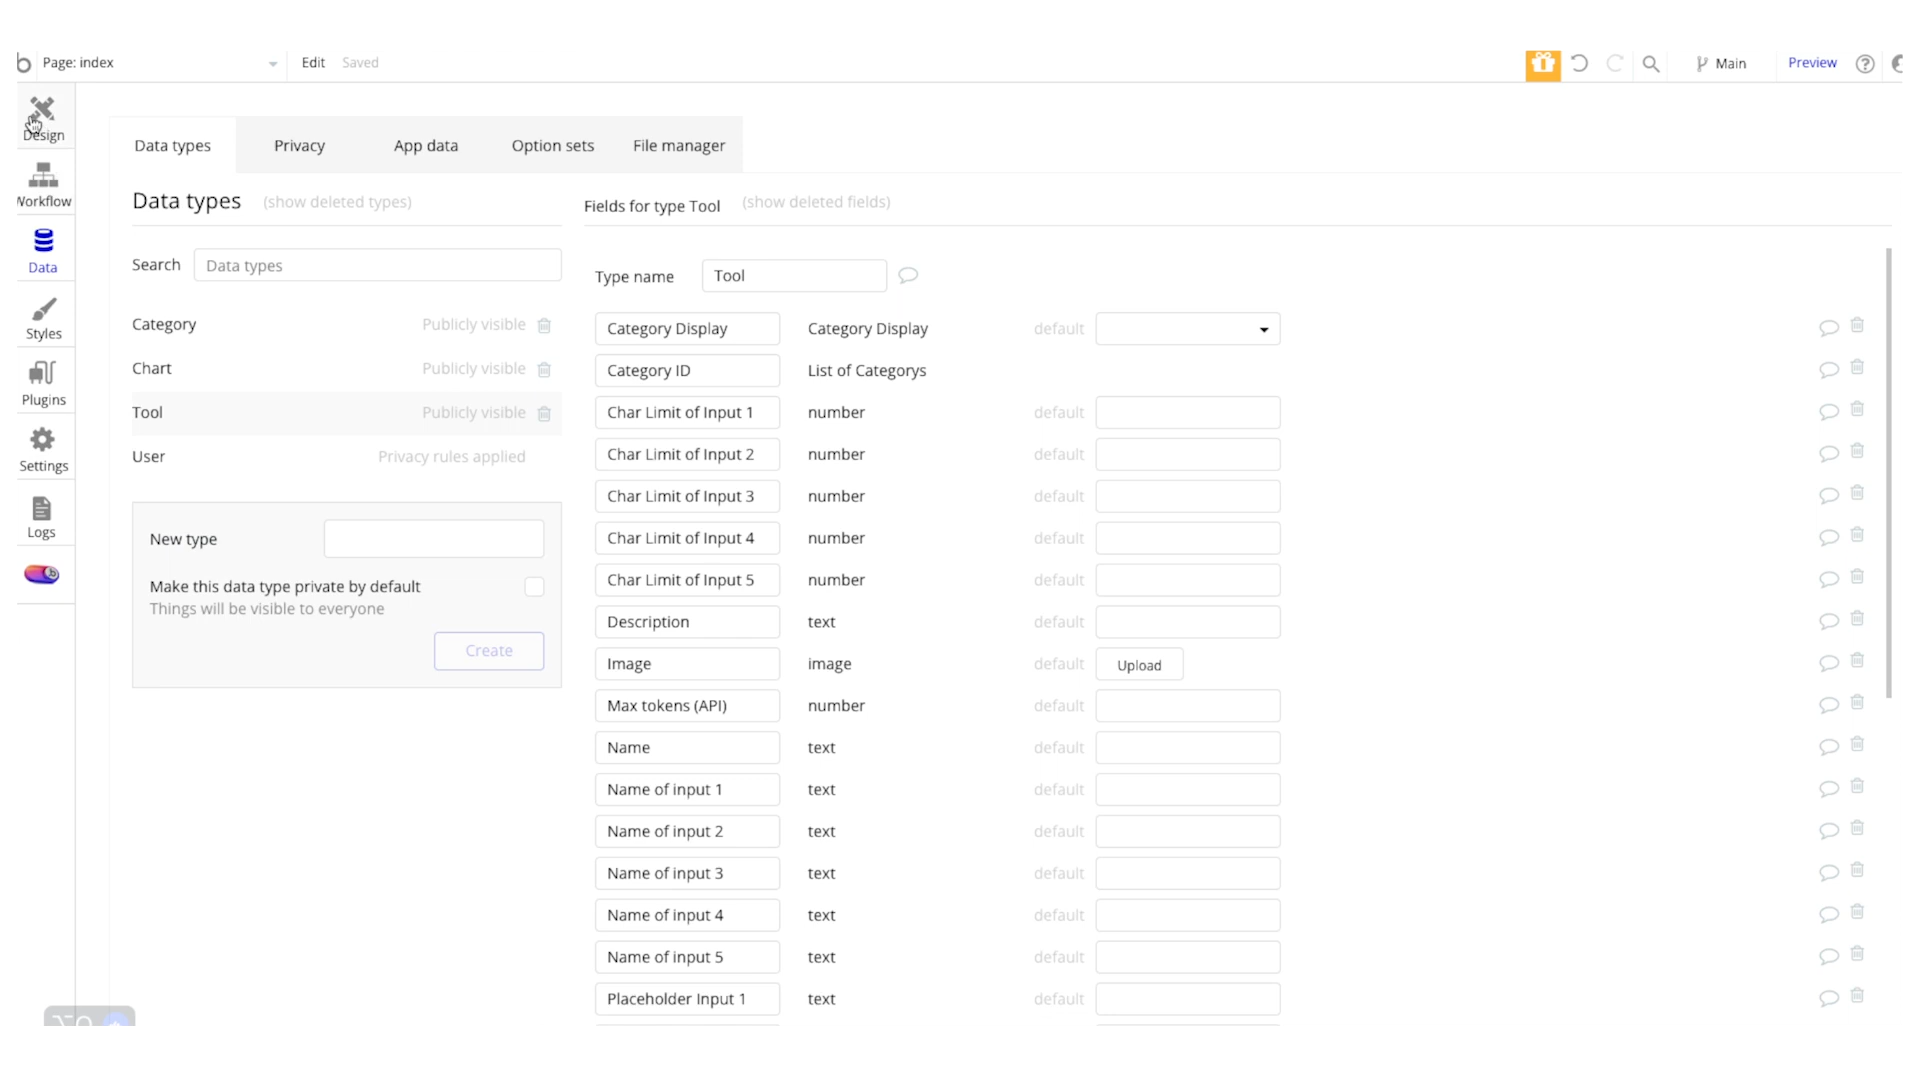 Page: index
Edit
Saved
Main
Preview
Design
Workflow
Data
Styles
Plugins
Settings
Logs
Data types
Privacy
App data
Option sets
File manager
Data types (show deleted types)
Search Data types
Category Publicly visible
Chart Publicly visible
Tool Publicly visible
User Privacy rules applied
New type
Make this data type private by default
Things will be visible to everyone
Create
Fields for type Tool (show deleted fields)
Type name Tool
Category Display Category Display default
Category ID List of Categorys
Char Limit of Input 1 number default
Char Limit of Input 2 number default
Char Limit of Input 3 number default
Char Limit of Input 4 number default
Char Limit of Input 5 number default
Description text default
Image image default Upload
Max tokens (API) number default
Name text default
Name of input 1 text default
Name of input 2 text default
Name of input 3 text default
Name of input 4 text default
Name of input 5 text default
Placeholder Input 1 text default